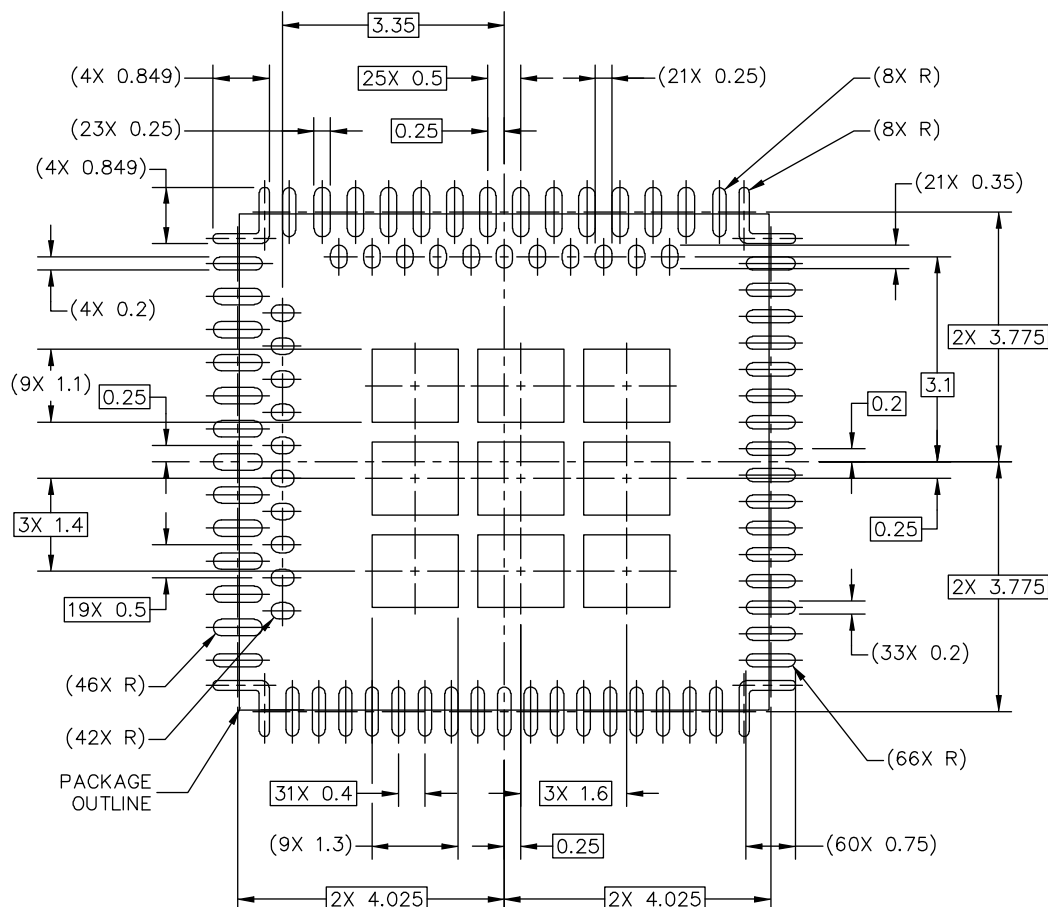 3.35
(4X 0.849)
25X 0.5
(21X 0.25)
(8X R)
(23X 0.25)
0.25
(8X R)
(4X 0.849)
(21X 0.35)
(4X 0.2)
2X 3.775
(9X 1.1)
3.1
0.25
0.2
3X 1.4
0.25
19X 0.5
2X 3.775
(33X 0.2)
(46X R)
(42X R)
(66X R)
PACKAGE
OUTLINE
31X 0.4
3X 1.6
(9X 1.3)
0.25
(60X 0.75)
2X 4.025
2X 4.025